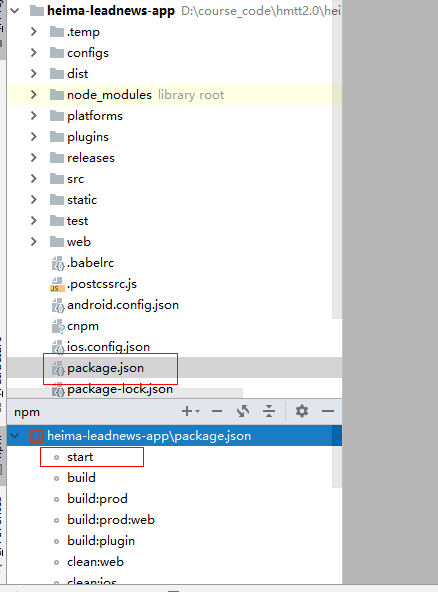 heima-leadnews-app D:\course_code\hmtt2.0\hei
.temp
configs
dist
node_modules library root
platforms
plugins
releases
src
static
test
web
.babelrc
.postcssrc.js
android.config.json
cnpm
ios.config.json
package.json
package-lock.json
npm
heima-leadnews-app\package.json
start
build
build:prod
build:prod:web
build:plugin
clean:web
clean:ios